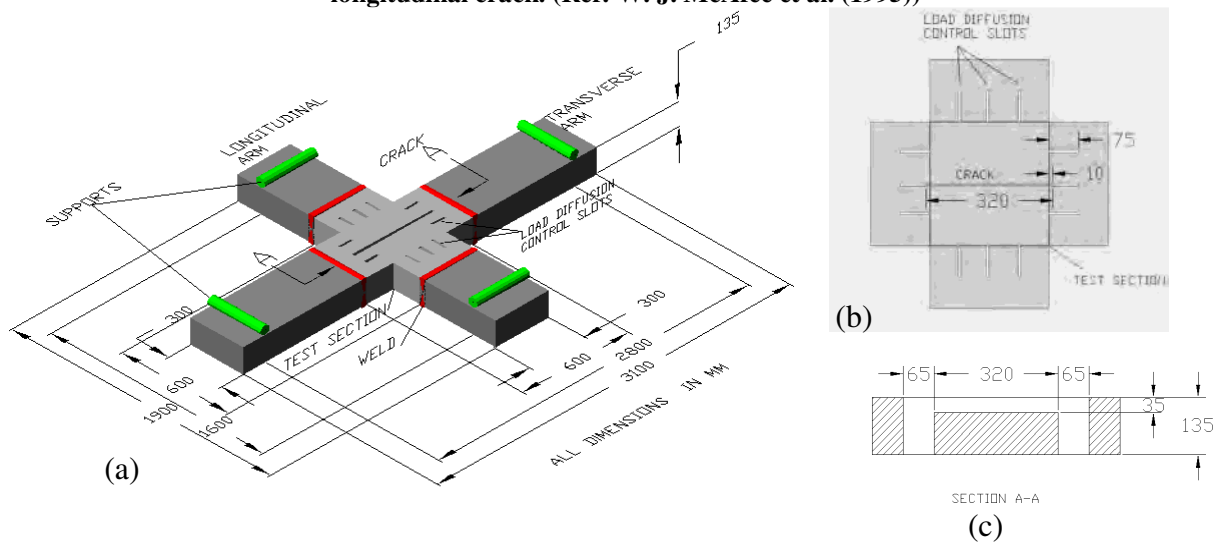 longitudinal crack. (Ref- W. J. McAfee et al. (1995))
135
LONGITUDINAL
ARM
TRANSVERSE
ARM
CRACK
A
SUPPORTS
LOAD DIFFUSION
CONTROL SLOTS
A
300
TEST SECTION
WELD
300
600
600
2800
1900
3100
1600
ALL DIMENSIONS IN MM
(a)
LOAD DIFFUSION
CONTROL SLOTS
75
CRACK
10
320
TEST SECTION
(b)
65
320
65
35
135
SECTION A-A
(c)